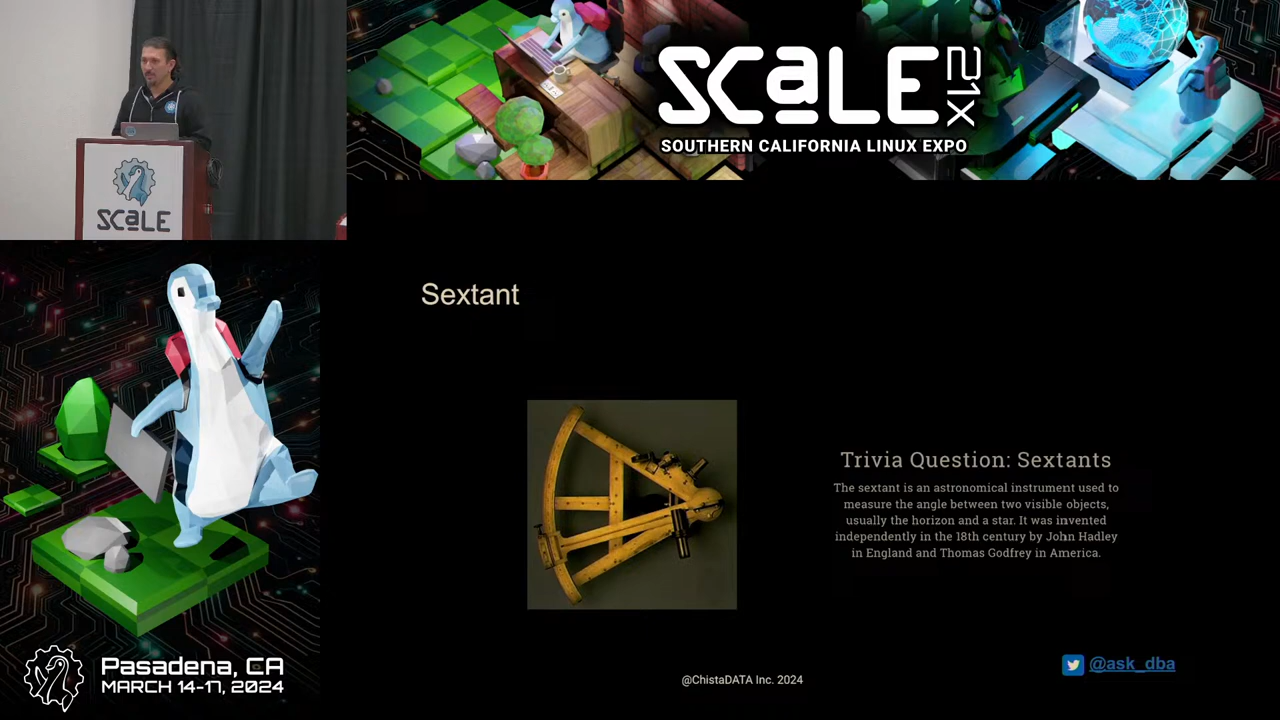 SCaLE 21X
SOUTHERN CALIFORNIA LINUX EXPO
SCaLE
Sextant
Trivia Question: Sextants
The sextant is an astronomical instrument used to
measure the angle between two visible objects,
usually the horizon and a star. It was invented
independently in the 18th century by John Hadley
in England and Thomas Godfrey in America.
@ask_dba
@ChistaDATA Inc. 2024
Pasadena, CA
MARCH 14-17, 2024